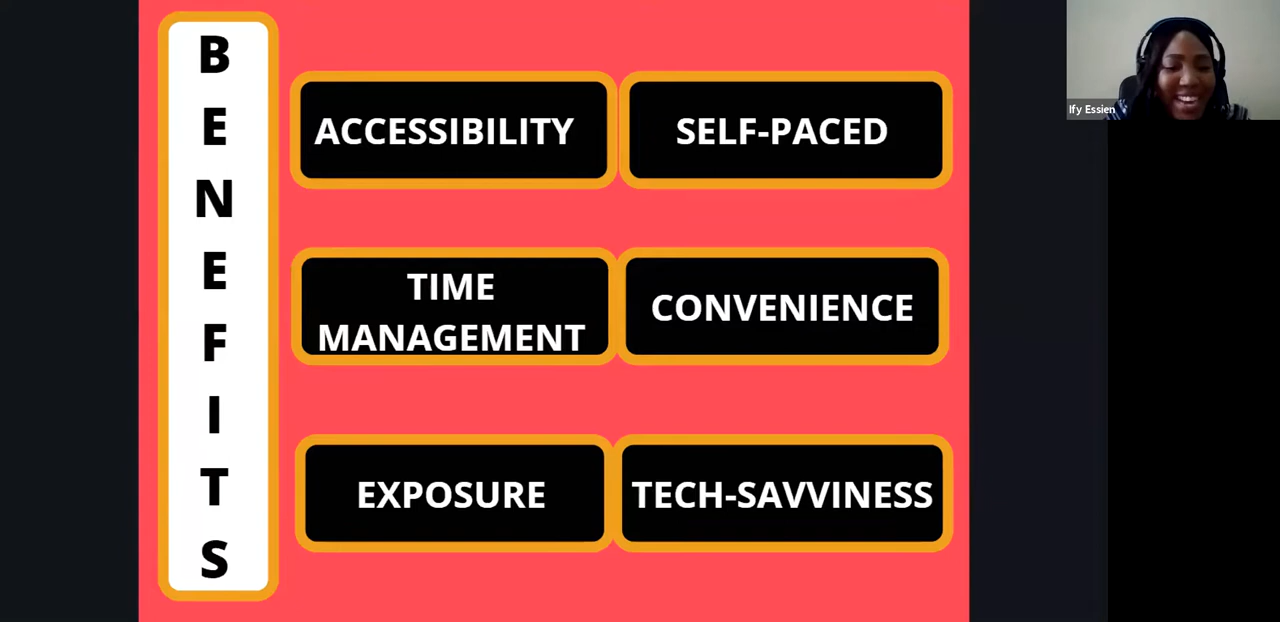 B
E
N
E
F
I
T
S
ACCESSIBILITY
SELF-PACED
TIME
MANAGEMENT
CONVENIENCE
EXPOSURE
TECH-SAVVINESS
Ify Essien